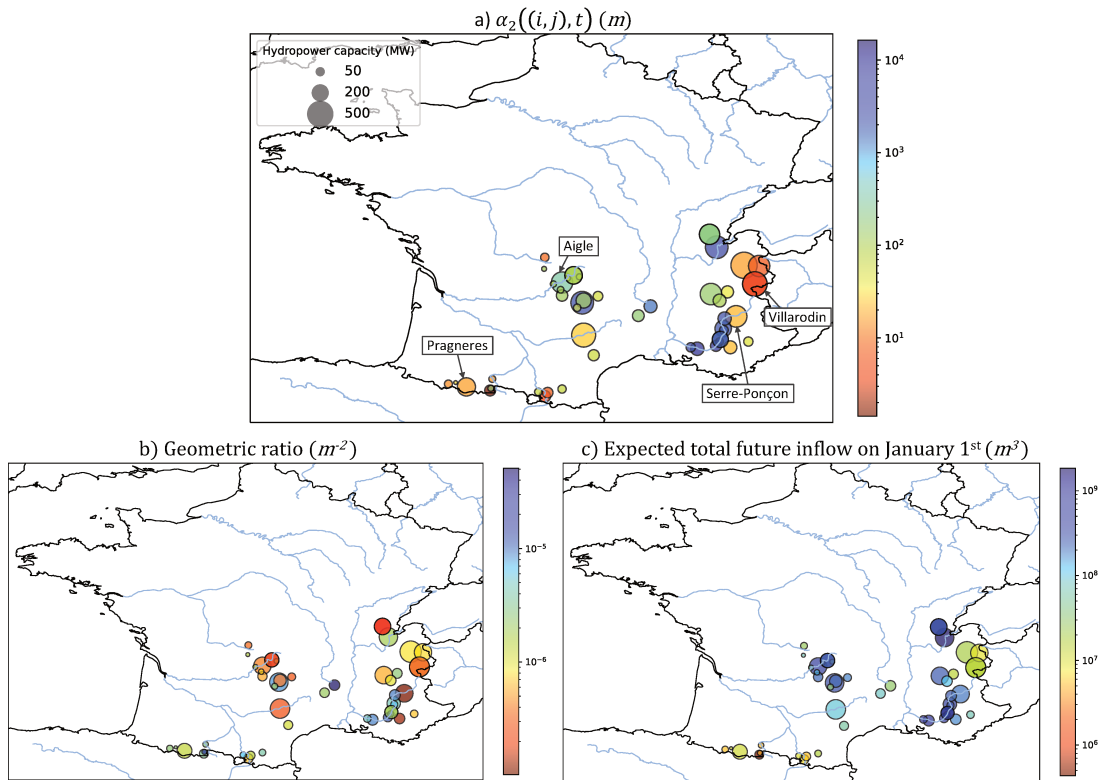 a) α₂((i, j), t) (m)
Hydropower capacity (MW)
50
200
500
10⁴
10³
10²
10¹
Aigle
Villarodin
Pragneres
Serre-Ponçon
b) Geometric ratio (m⁻²)
10⁻⁵
10⁻⁶
c) Expected total future inflow on January 1ˢᵗ (m³)
10⁹
10⁸
10⁷
10⁶